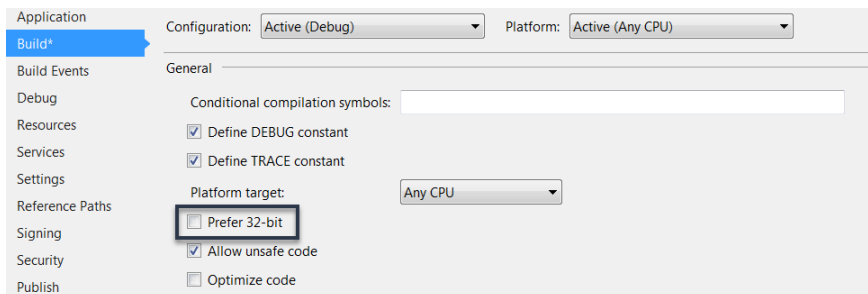 Application
Build*
Build Events
Debug
Resources
Services
Settings
Reference Paths
Signing
Security
Publish
Configuration: Active (Debug) Platform: Active (Any CPU)
General
Conditional compilation symbols:
Define DEBUG constant
Define TRACE constant
Platform target: Any CPU
Prefer 32-bit
Allow unsafe code
Optimize code